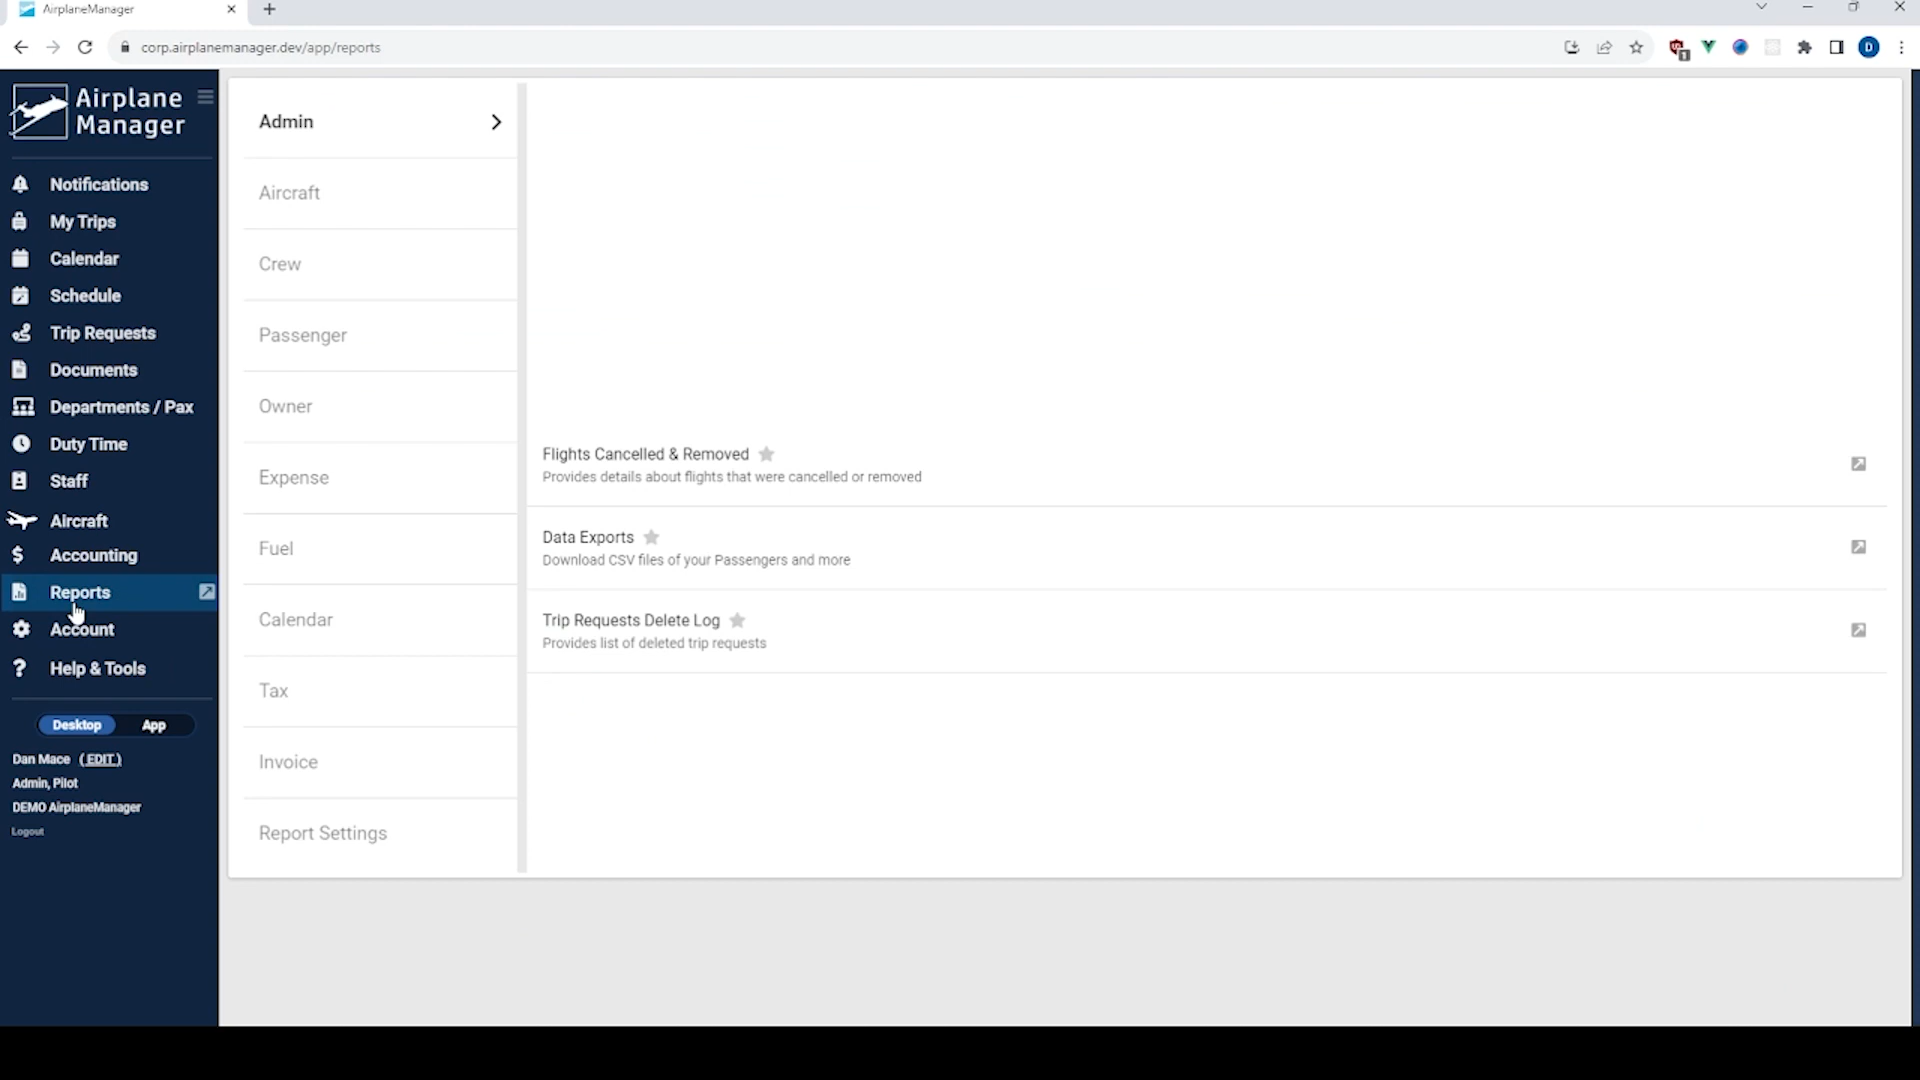 AirplaneManager
corp.airplanemanager.dev/app/reports
1
D
Airplane
Manager
Notifications
My Trips
Calendar
Schedule
Trip Requests
Documents
Departments / Pax
Duty Time
Staff
Aircraft
Accounting
Reports
Account
Help & Tools
Desktop App
Dan Mace (EDIT)
Admin, Pilot
DEMO AirplaneManager
Logout
Admin
Aircraft
Crew
Passenger
Owner
Expense
Fuel
Calendar
Tax
Invoice
Report Settings
Flights Cancelled & Removed
Provides details about flights that were cancelled or removed
Data Exports
Download CSV files of your Passengers and more
Trip Requests Delete Log
Provides list of deleted trip requests